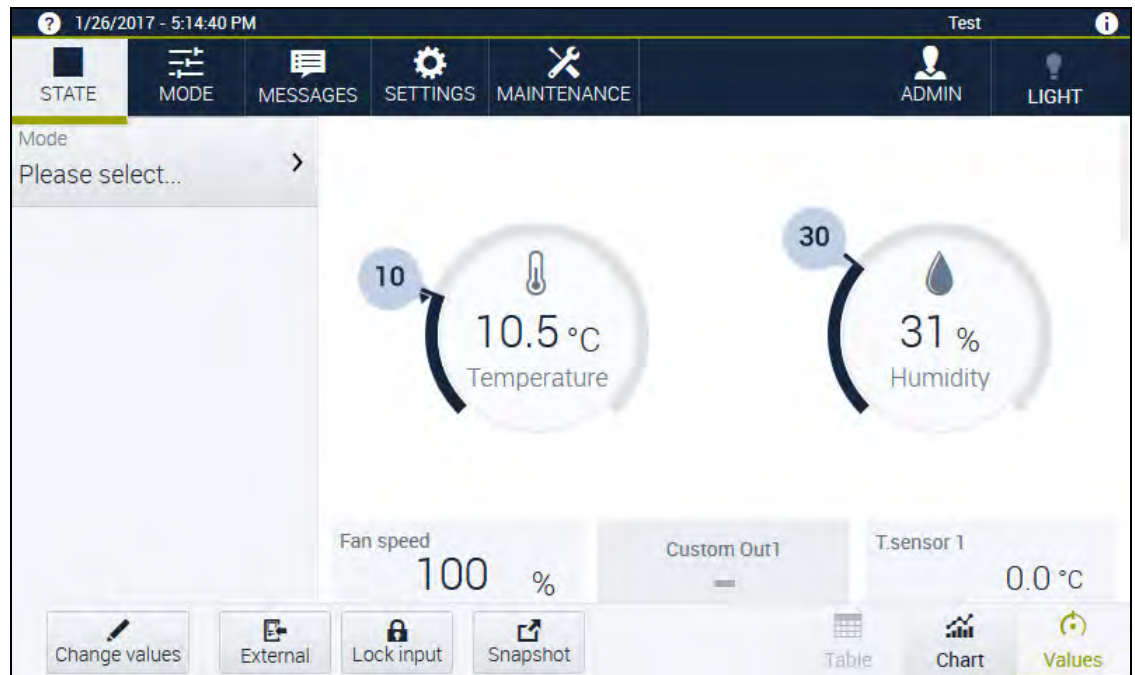 ? 1/26/2017 - 5:14:40 PM Test i
STATE MODE MESSAGES SETTINGS MAINTENANCE ADMIN LIGHT
Mode
Please select...
10
10.5 °C
Temperature
30
31 %
Humidity
Fan speed
100 %
Custom Out1
–
T.sensor 1
0.0 °C
Change values External Lock input Snapshot Table Chart Values